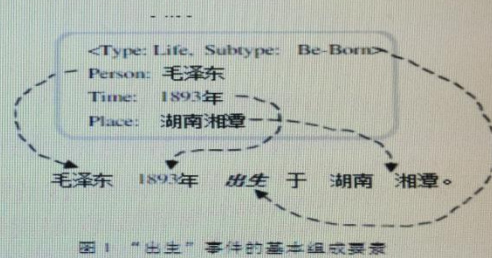 <Type: Life, Subtype: Be-Born>
Person: 毛泽东
Time: 1893年
Place: 湖南湘潭
毛泽东 1893年 出生 于 湖南 湘潭。
图 1 “出生”事件的基本组成要素